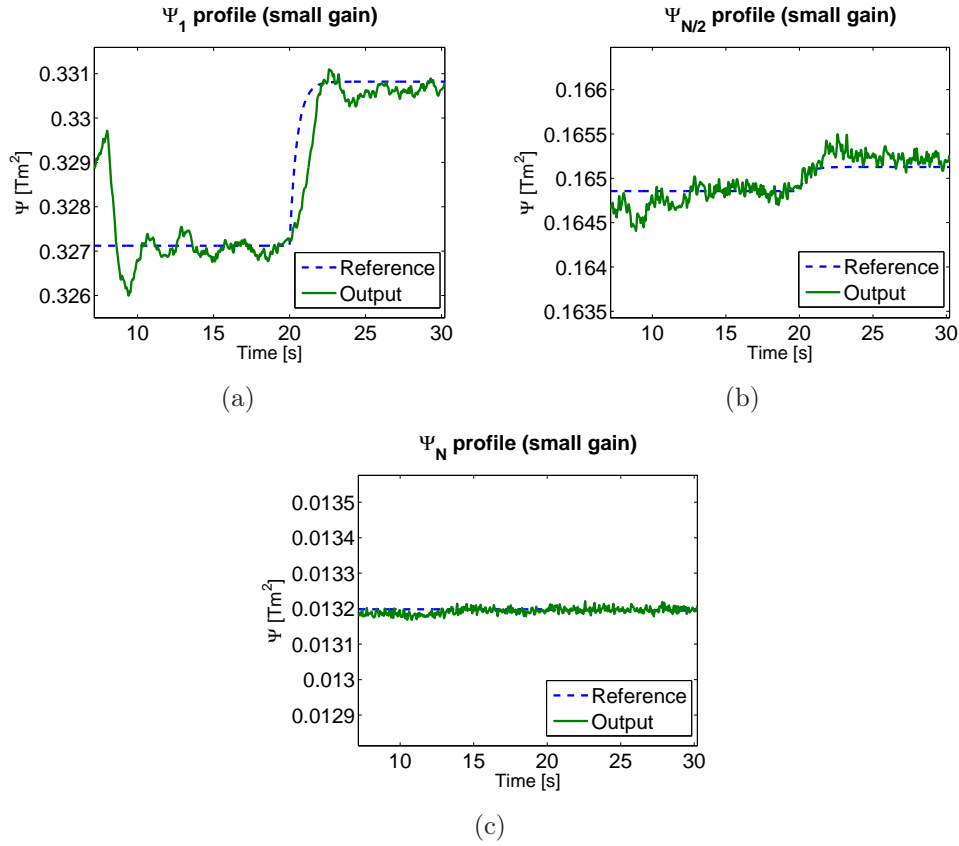 Ψ₁ profile (small gain)
0.331
0.33
0.329
0.328
0.327
0.326
Ψ [Tm²]
10 15 20 25 30
Time [s]
Reference
Output
(a)
Ψ_N/2 profile (small gain)
0.166
0.1655
0.165
0.1645
0.164
0.1635
Ψ [Tm²]
10 15 20 25 30
Time [s]
Reference
Output
(b)
Ψ_N profile (small gain)
0.0135
0.0134
0.0133
0.0132
0.0131
0.013
0.0129
Ψ [Tm²]
10 15 20 25 30
Time [s]
Reference
Output
(c)